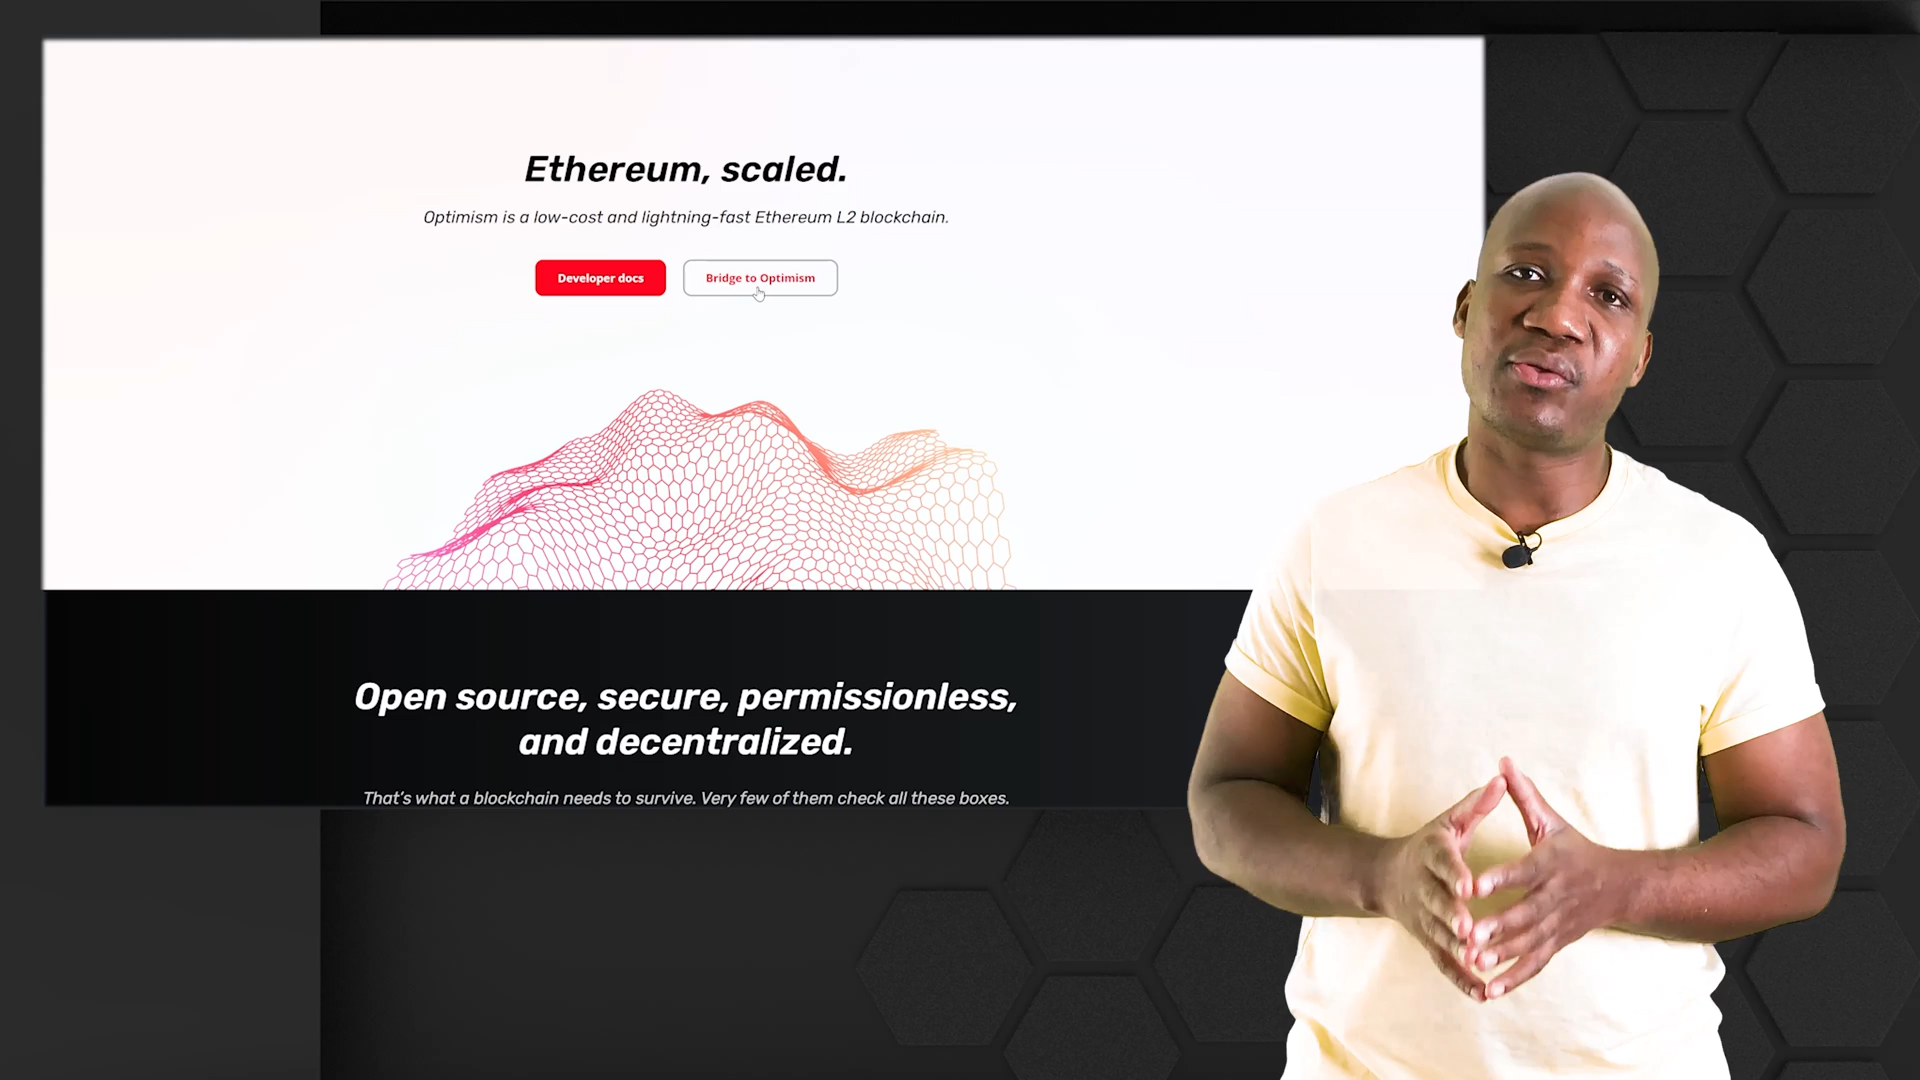 Ethereum, scaled.
Optimism is a low-cost and lightning-fast Ethereum L2 blockchain.
Developer docs
Bridge to Optimism
Open source, secure, permissionless,
and decentralized.
That's what a blockchain needs to survive. Very few of them check all these boxes.